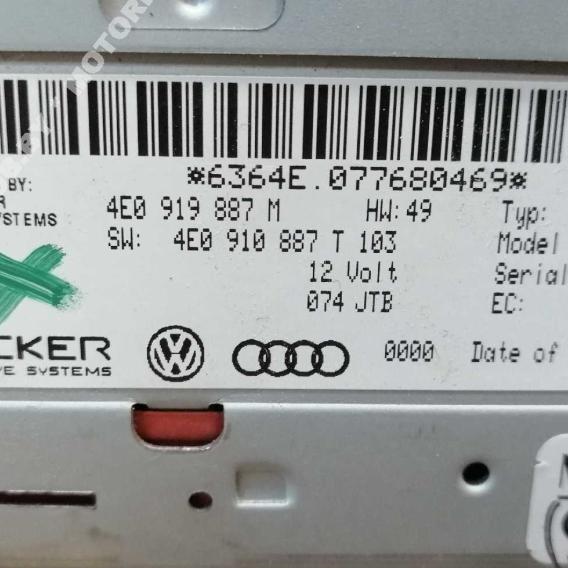 *6364E.077680469*
BY:
R
SYSTEMS
4E0 919 887 M HW: 49 Typ:
SW: 4E0 910 887 T 103 Model
12 Volt Serial
074 JTB EC:
CKER
VE SYSTEMS
0000 Date of